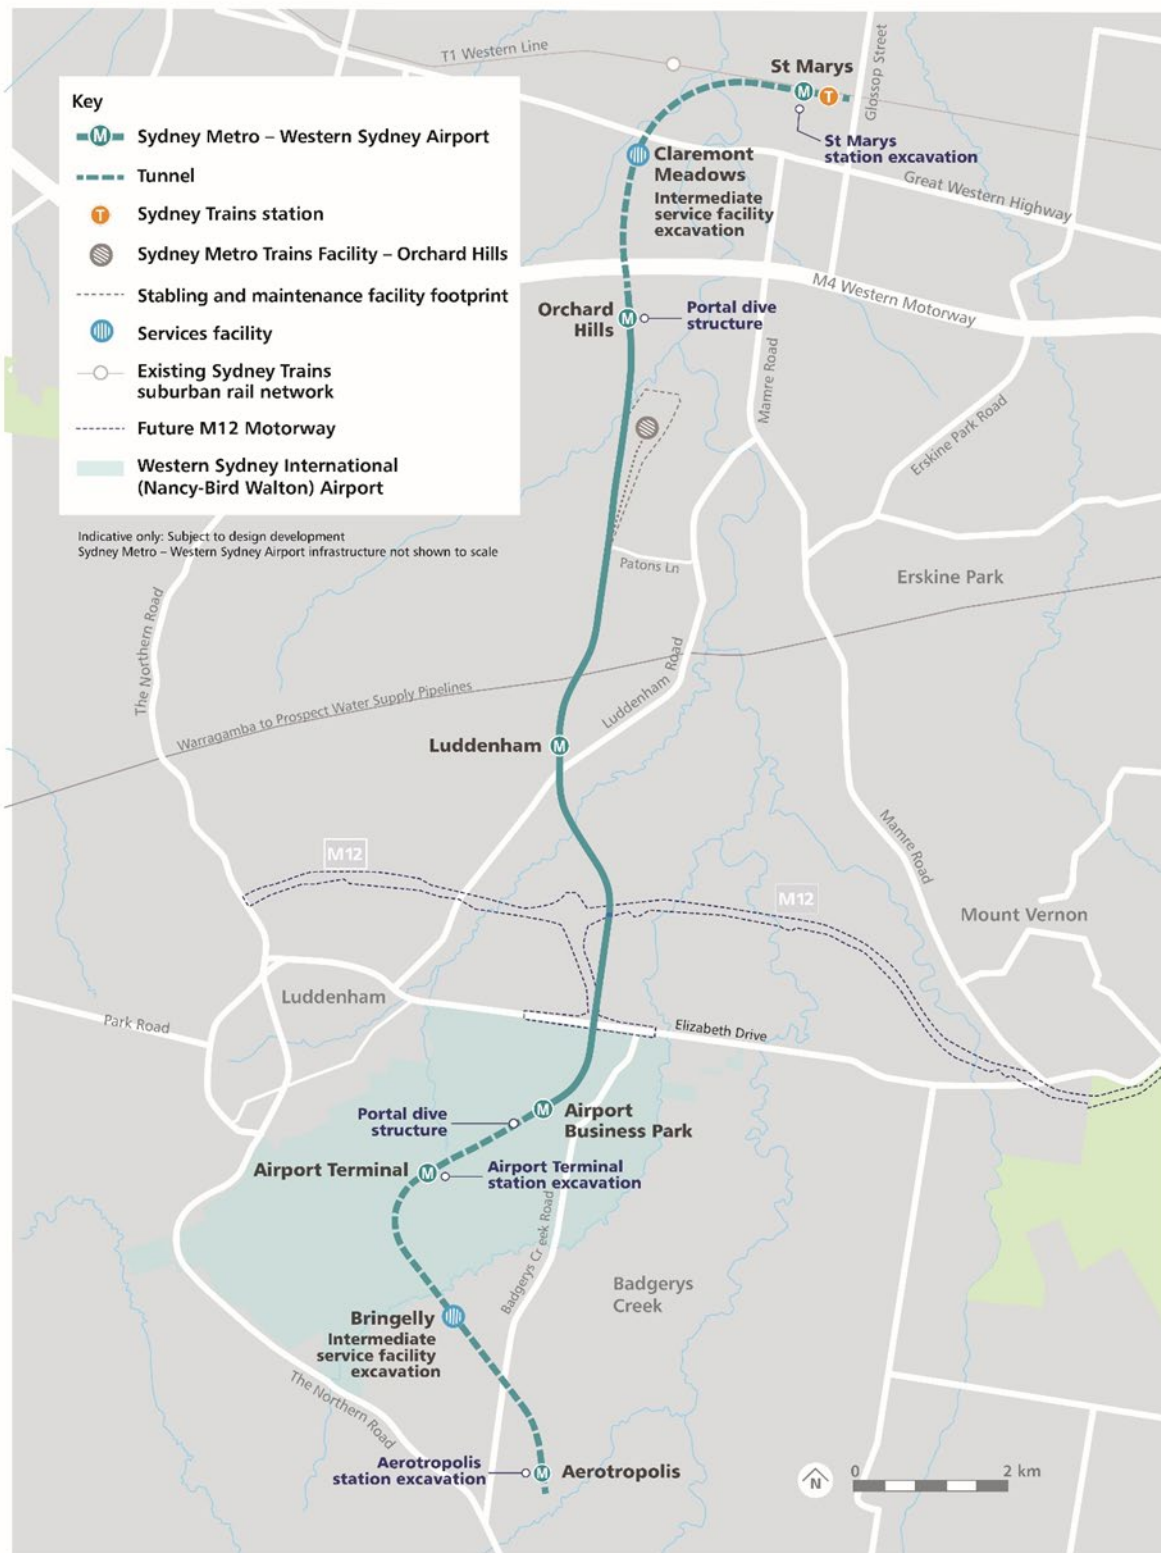 T1 Western Line
St Marys
Glossop Street
M
T
St Marys
station excavation
Key
M
Sydney Metro – Western Sydney Airport
Tunnel
T
Sydney Trains station
Sydney Metro Trains Facility – Orchard Hills
Stabling and maintenance facility footprint
Services facility
Existing Sydney Trains
suburban rail network
Future M12 Motorway
Western Sydney International
(Nancy-Bird Walton) Airport
Indicative only: Subject to design development
Sydney Metro – Western Sydney Airport infrastructure not shown to scale
Claremont
Meadows
Intermediate
service facility
excavation
Great Western Highway
M4 Western Motorway
Orchard
Hills
M
Portal dive
structure
Mamre Road
Erskine Park Road
Patons Ln
Erskine Park
The Northern Road
Warragamba to Prospect Water Supply Pipelines
Luddenham Road
Luddenham
M
Mamre Road
M12
M12
Mount Vernon
Luddenham
Park Road
Elizabeth Drive
Portal dive
structure
M
Airport
Business Park
Airport Terminal
M
Airport Terminal
station excavation
Badgerys Creek Road
Badgerys
Creek
Bringelly
Intermediate
service facility
excavation
The Northern Road
Aerotropolis
station excavation
M
Aerotropolis
N
0
2 km